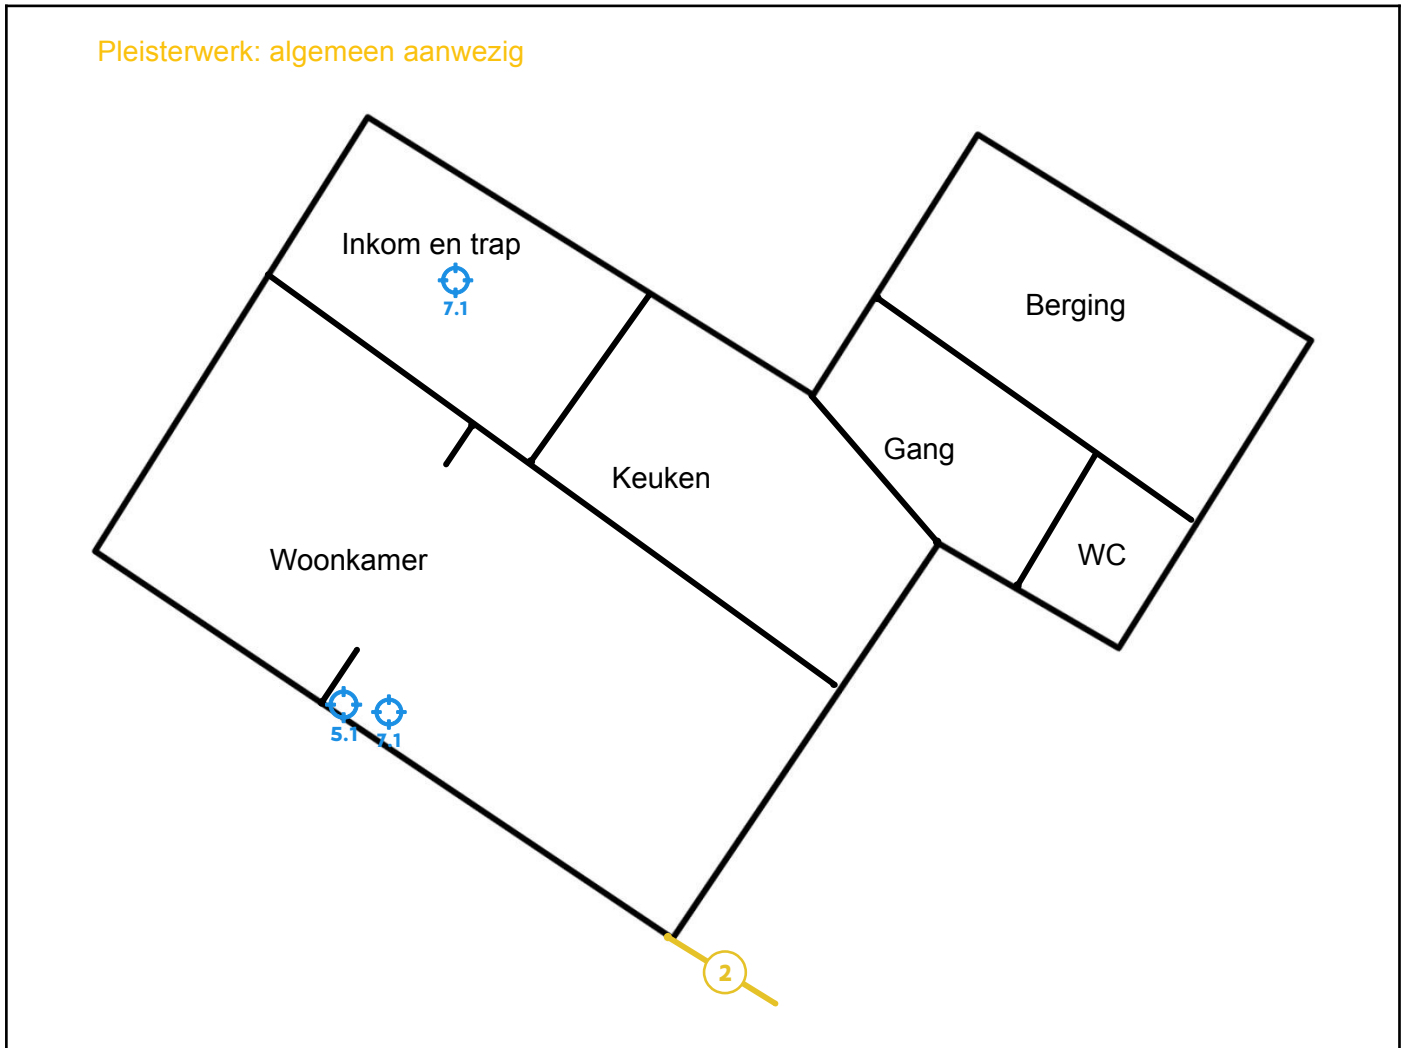 Pleisterwerk: algemeen aanwezig
Inkom en trap
7.1
Berging
Gang
Keuken
WC
Woonkamer
5.1
7.1
2